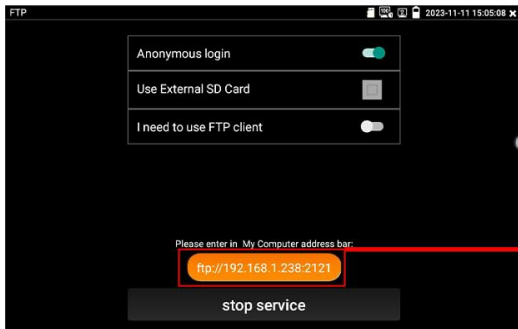 FTP
2023-11-11 15:05:08 ×
Anonymous login
Use External SD Card
I need to use FTP client
Please enter in My Computer address bar:
ftp://192.168.1.238:2121
stop service